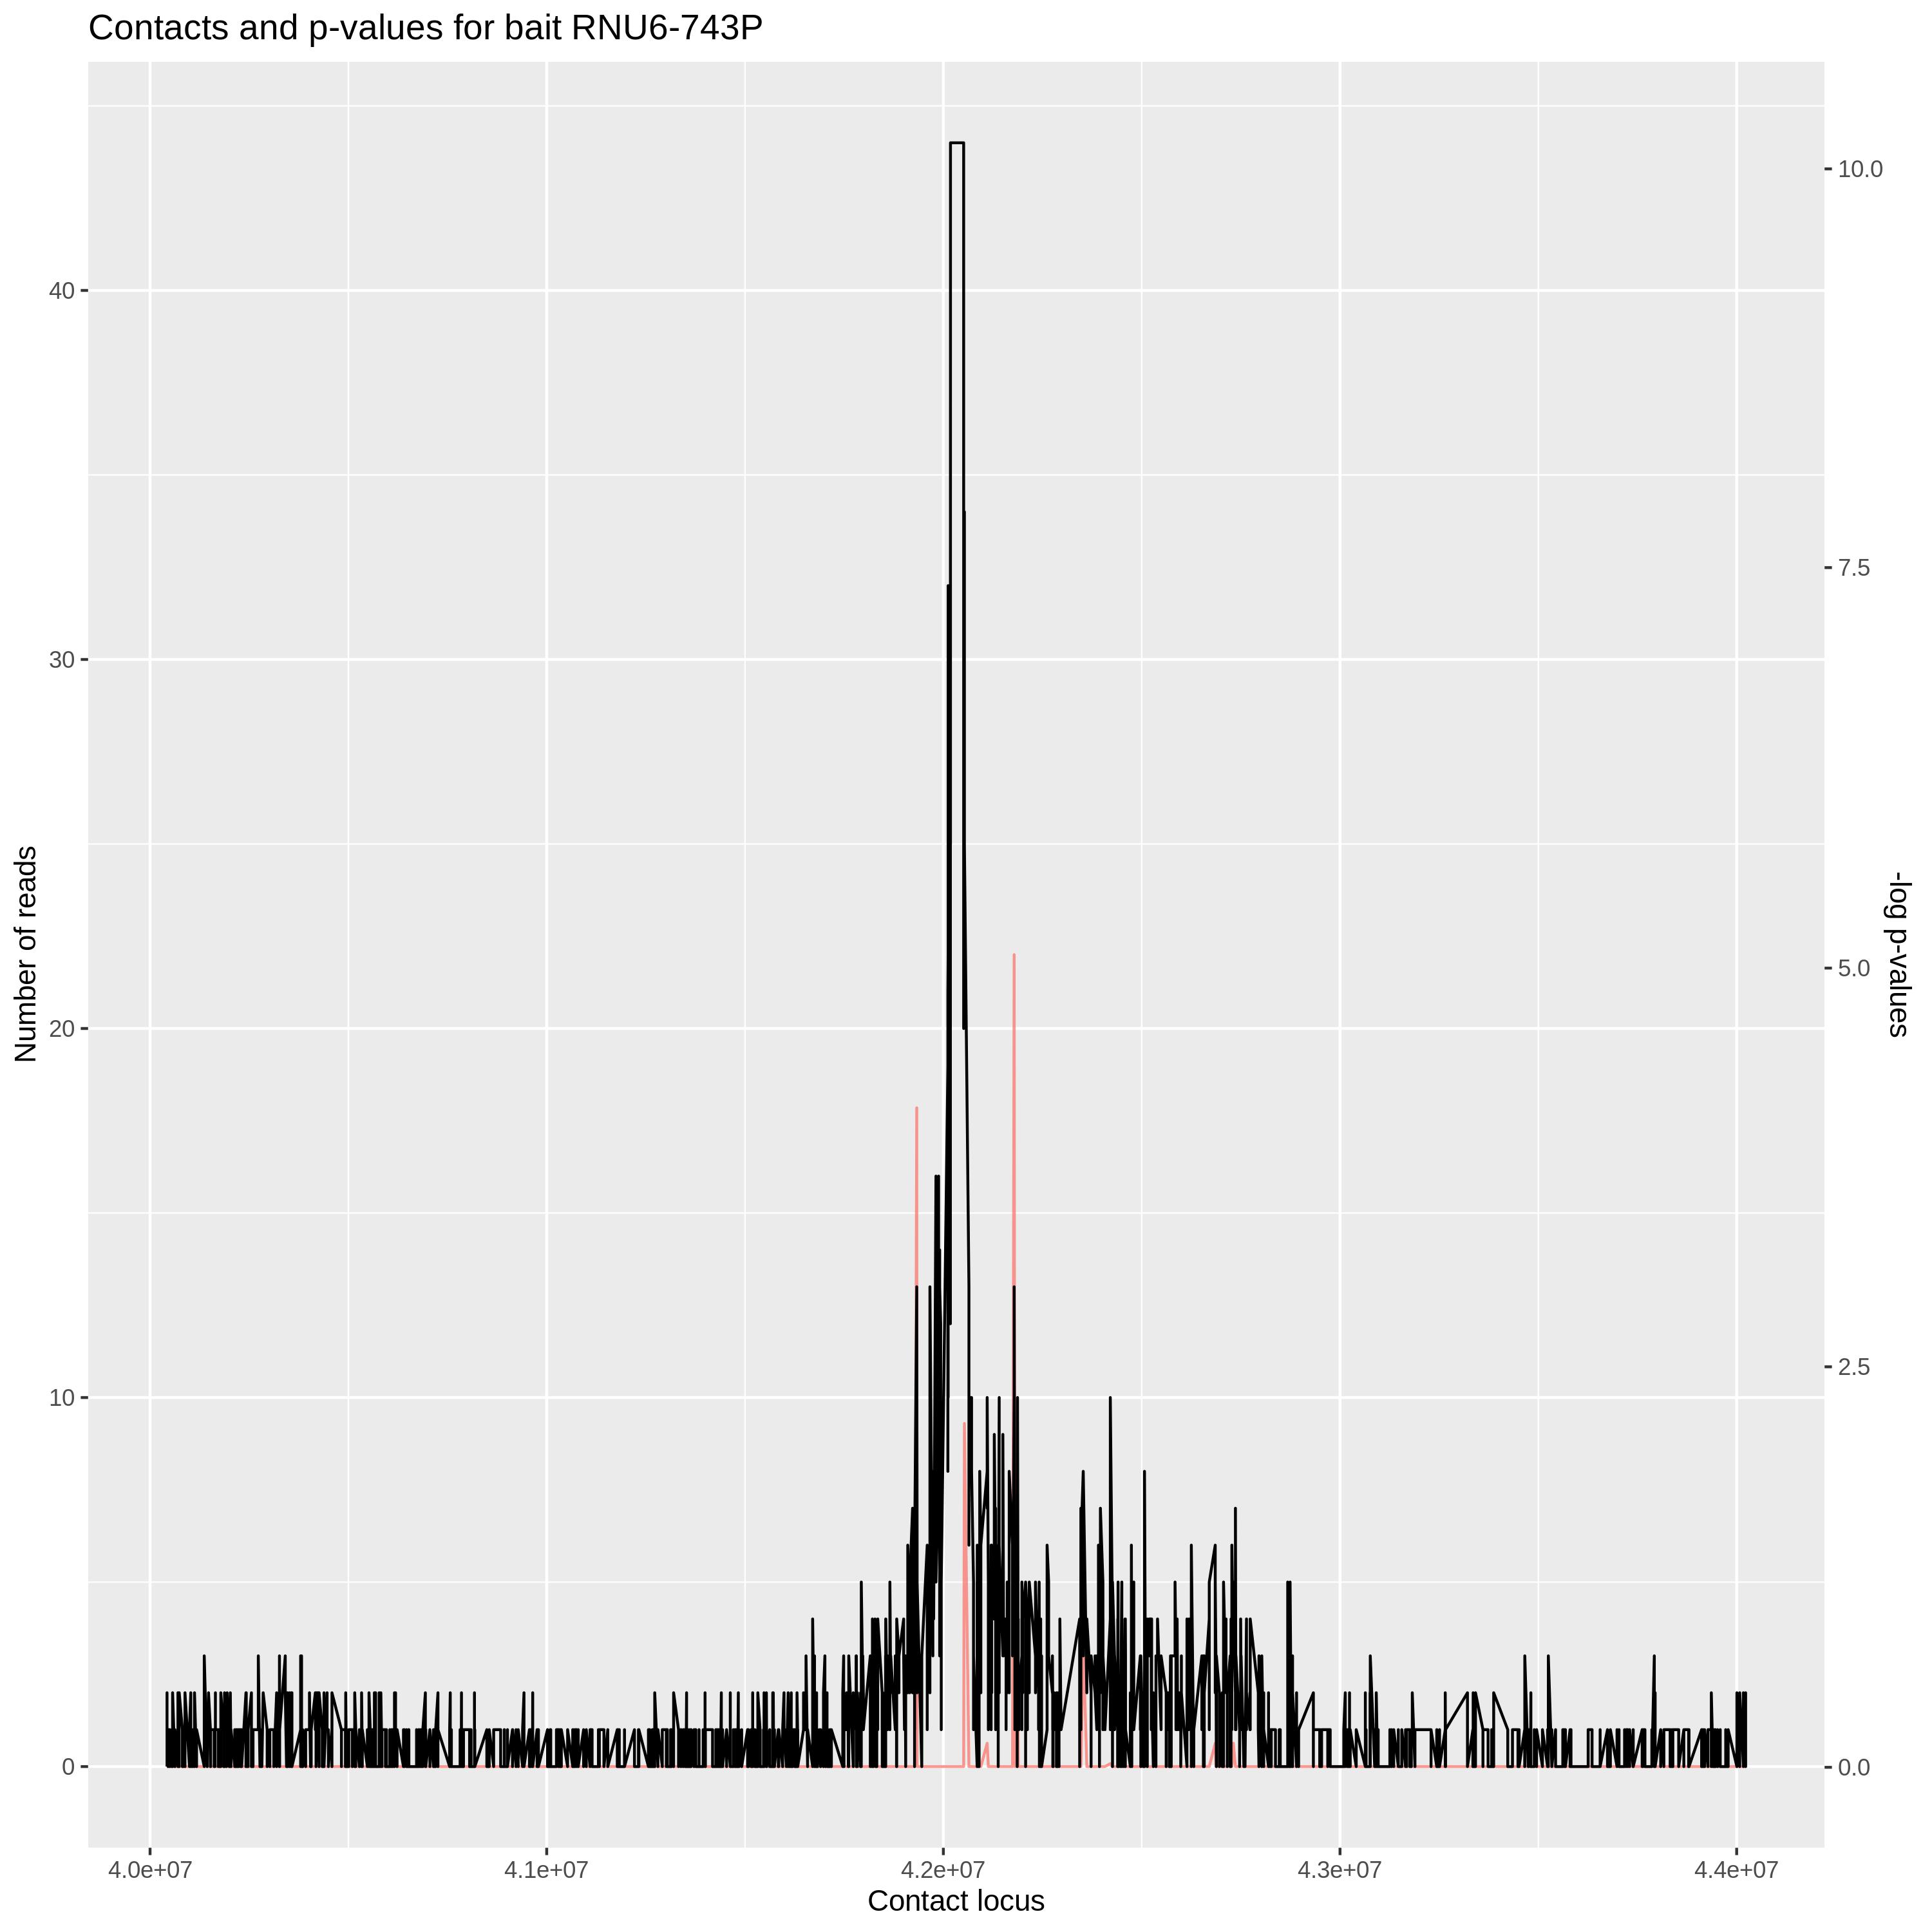 Contacts and p-values for bait RNU6-743P
40
30
20
10
0
Number of reads
10.0
7.5
5.0
2.5
0.0
-log p-values
4.0e+07
4.1e+07
4.2e+07
4.3e+07
4.4e+07
Contact locus